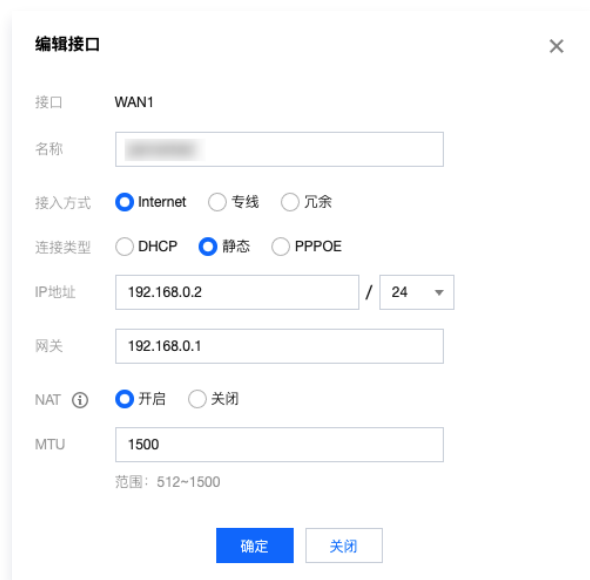 编辑接口
接口 WAN1
名称
接入方式 Internet 专线 冗余
连接类型 DHCP 静态 PPPOE
IP地址 192.168.0.2 / 24
网关 192.168.0.1
NAT 开启 关闭
MTU 1500
范围：512~1500
确定 关闭